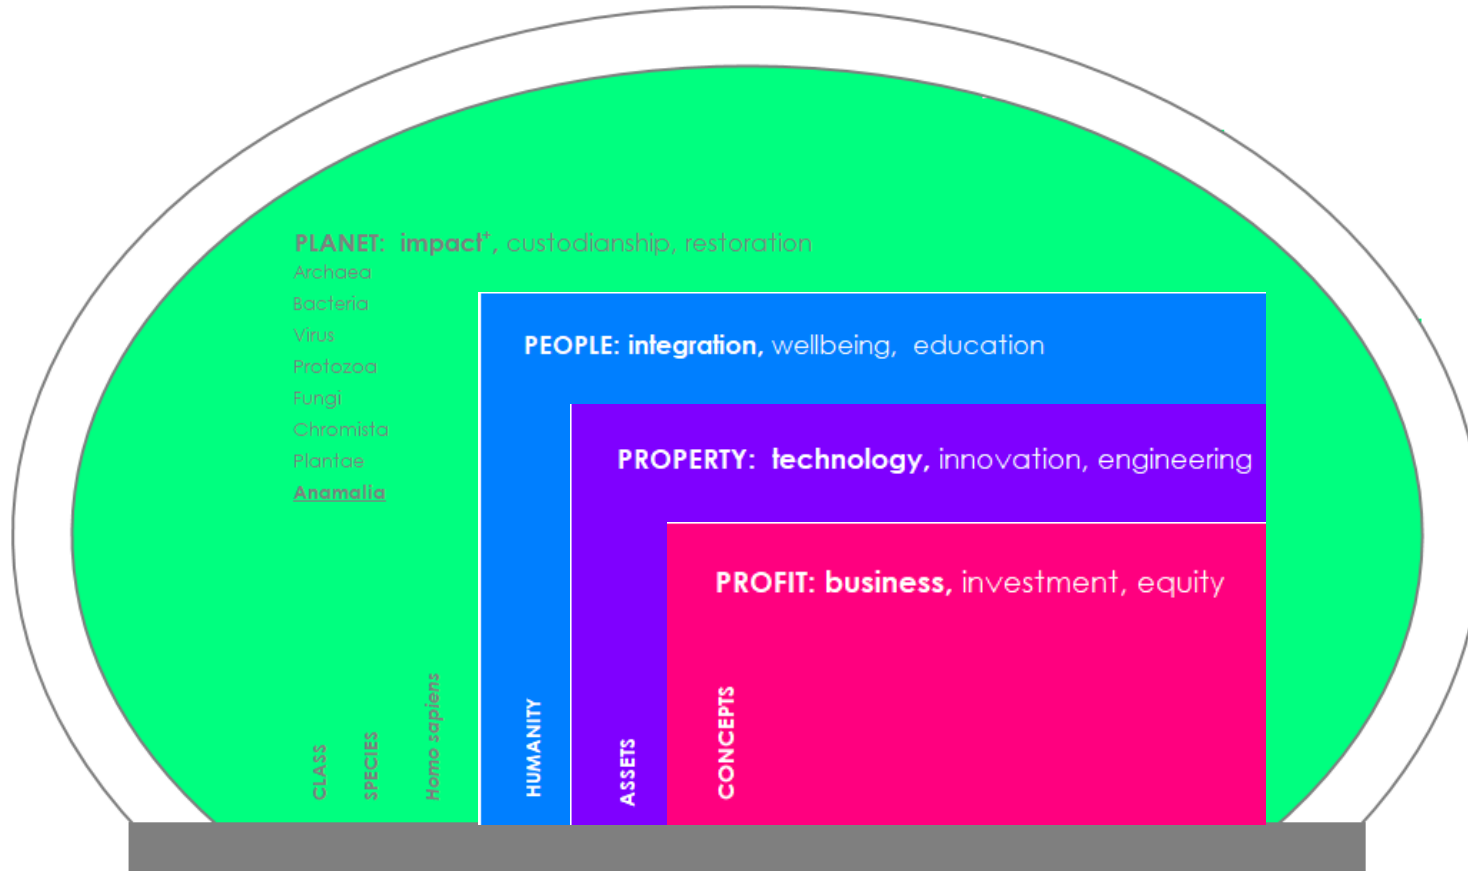 PLANET: impact⁺, custodianship, restoration
Archaea
Bacteria
Virus
Protozoa
Fungi
Chromista
Plantae
Anamalia
PEOPLE: integration, wellbeing, education
PROPERTY: technology, innovation, engineering
PROFIT: business, investment, equity
CLASS
SPECIES
Homo sapiens
HUMANITY
ASSETS
CONCEPTS